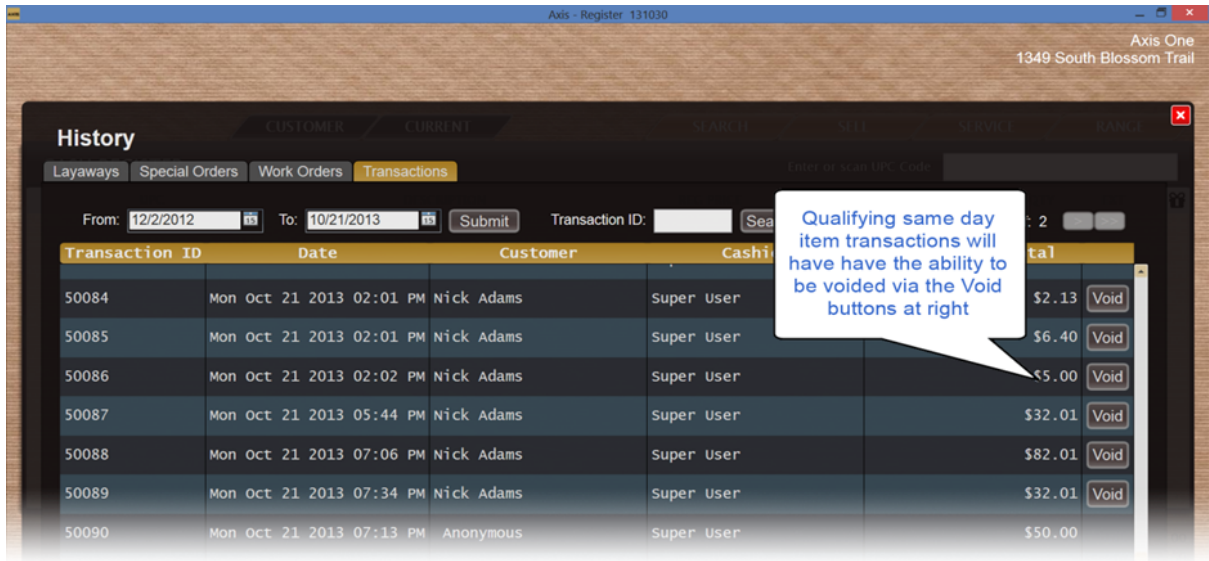 Axis - Register 131030
Axis One
1349 South Blossom Trail
CUSTOMER CURRENT SEARCH SELL SERVICE RANGE
History
Layaways Special Orders Work Orders Transactions
Enter or scan UPC Code
From: 12/2/2012 15 To: 10/21/2013 15 Submit Transaction ID: : 2
Qualifying same day
item transactions will
have have the ability to
be voided via the Void
buttons at right
Transaction ID Date Customer
50084 Mon Oct 21 2013 02:01 PM Nick Adams Super User $2.13 Void
50085 Mon Oct 21 2013 02:01 PM Nick Adams Super User $6.40 Void
50086 Mon Oct 21 2013 02:02 PM Nick Adams Super User $5.00 Void
50087 Mon Oct 21 2013 05:44 PM Nick Adams Super User $32.01 Void
50088 Mon Oct 21 2013 07:06 PM Nick Adams Super User $82.01 Void
50089 Mon Oct 21 2013 07:34 PM Nick Adams Super User $32.01 Void
50090 Mon Oct 21 2013 07:13 PM Anonymous Super User $50.00